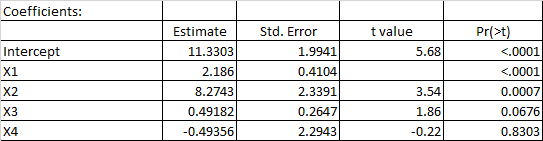 Coefficients:
Estimate Std. Error t value Pr(>t)
Intercept 11.3303 1.9941 5.68 <.0001
X1 2.186 0.4104 <.0001
X2 8.2743 2.3391 3.54 0.0007
X3 0.49182 0.2647 1.86 0.0676
X4 -0.49356 2.2943 -0.22 0.8303